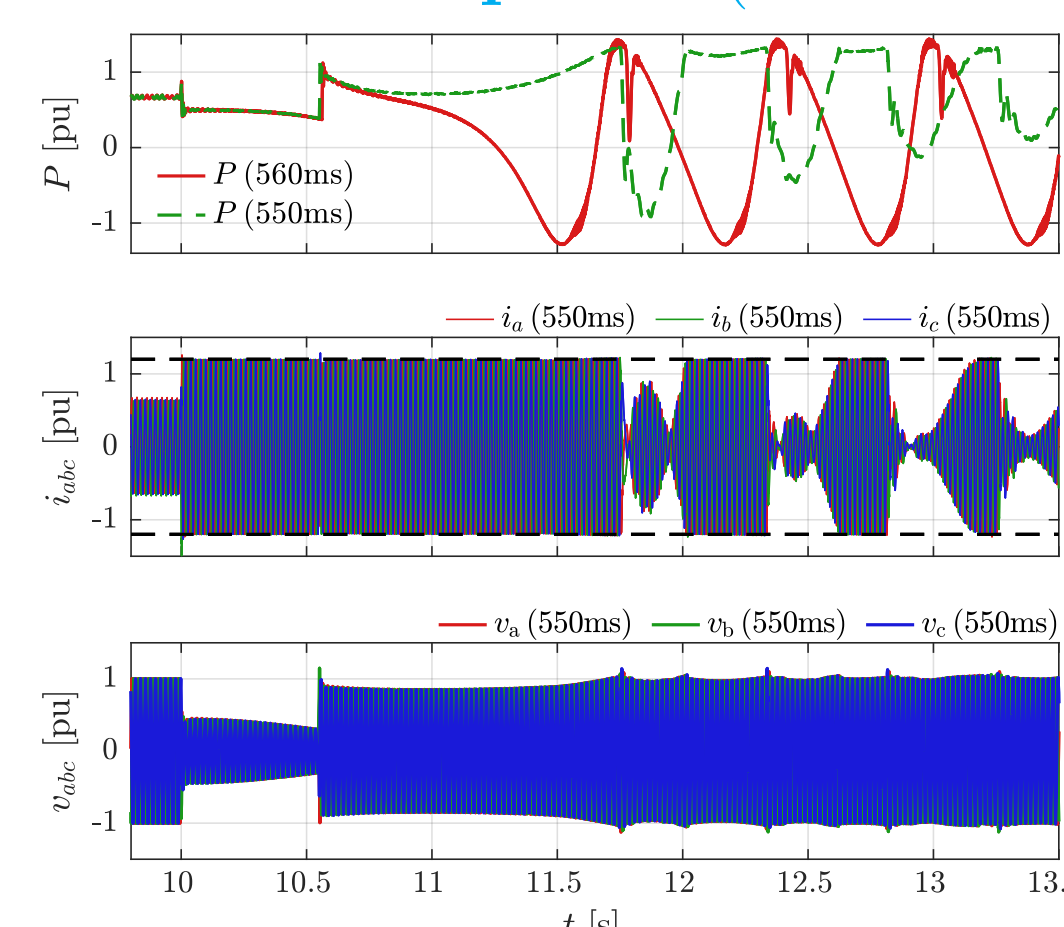 1
0
-1
P [pu]
P (560ms)
P (550ms)
i_a (550ms) i_b (550ms) i_c (550ms)
1
0
-1
i_abc [pu]
v_a (550ms) v_b (550ms) v_c (550ms)
1
0
-1
v_abc [pu]
10 10.5 11 11.5 12 12.5 13 13.
t [s]